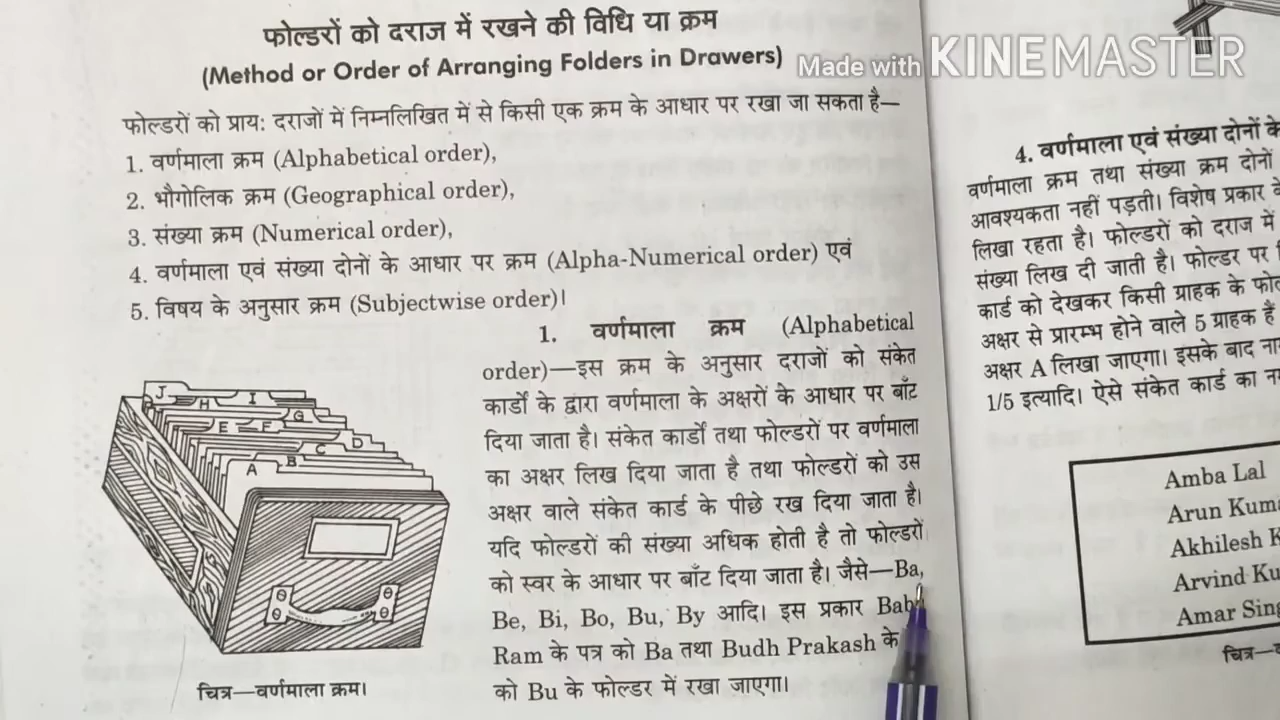 फोल्डरों को दराज में रखने की विधि या क्रम
(Method or Order of Arranging Folders in Drawers)
Made with KINEMASTER
फोल्डरों को प्राय: दराजों में निम्नलिखित में से किसी एक क्रम के आधार पर रखा जा सकता है—
1. वर्णमाला क्रम (Alphabetical order),
2. भौगोलिक क्रम (Geographical order),
3. संख्या क्रम (Numerical order),
4. वर्णमाला एवं संख्या दोनों के आधार पर क्रम (Alpha-Numerical order) एवं
5. विषय के अनुसार क्रम (Subjectwise order)।
1. वर्णमाला क्रम (Alphabetical
order)—इस क्रम के अनुसार दराजों को संकेत
कार्डों के द्वारा वर्णमाला के अक्षरों के आधार पर बाँट
दिया जाता है। संकेत कार्डों तथा फोल्डरों पर वर्णमाला
का अक्षर लिख दिया जाता है तथा फोल्डरों को उस
अक्षर वाले संकेत कार्ड के पीछे रख दिया जाता है।
यदि फोल्डरों की संख्या अधिक होती है तो फोल्डरों
को स्वर के आधार पर बाँट दिया जाता है। जैसे—Ba,
Be, Bi, Bo, Bu, By आदि। इस प्रकार
Ram के पत्र को Ba तथा Budh Prakash के
को Bu के फोल्डर में रखा जाएगा।
J
H
I
G
E
F
D
C
B
A
चित्र—वर्णमाला क्रम।
4. वर्णमाला एवं संख्या दोनों के
वर्णमाला क्रम तथा संख्या क्रम दोनों
आवश्यकता नहीं पड़ती। विशेष प्रकार
लिखा रहता है। फोल्डरों को दराज में
संख्या लिख दी जाती है। फोल्डर पर
कार्ड को देखकर किसी ग्राहक के
अक्षर से प्रारम्भ होने वाले 5 ग्राहक हैं
अक्षर A लिखा जाएगा। इसके बाद
1/5 इत्यादि। ऐसे संकेत कार्ड का
Amba Lal
Arun
Akhilesh
Arvind
Amar
चित्र—